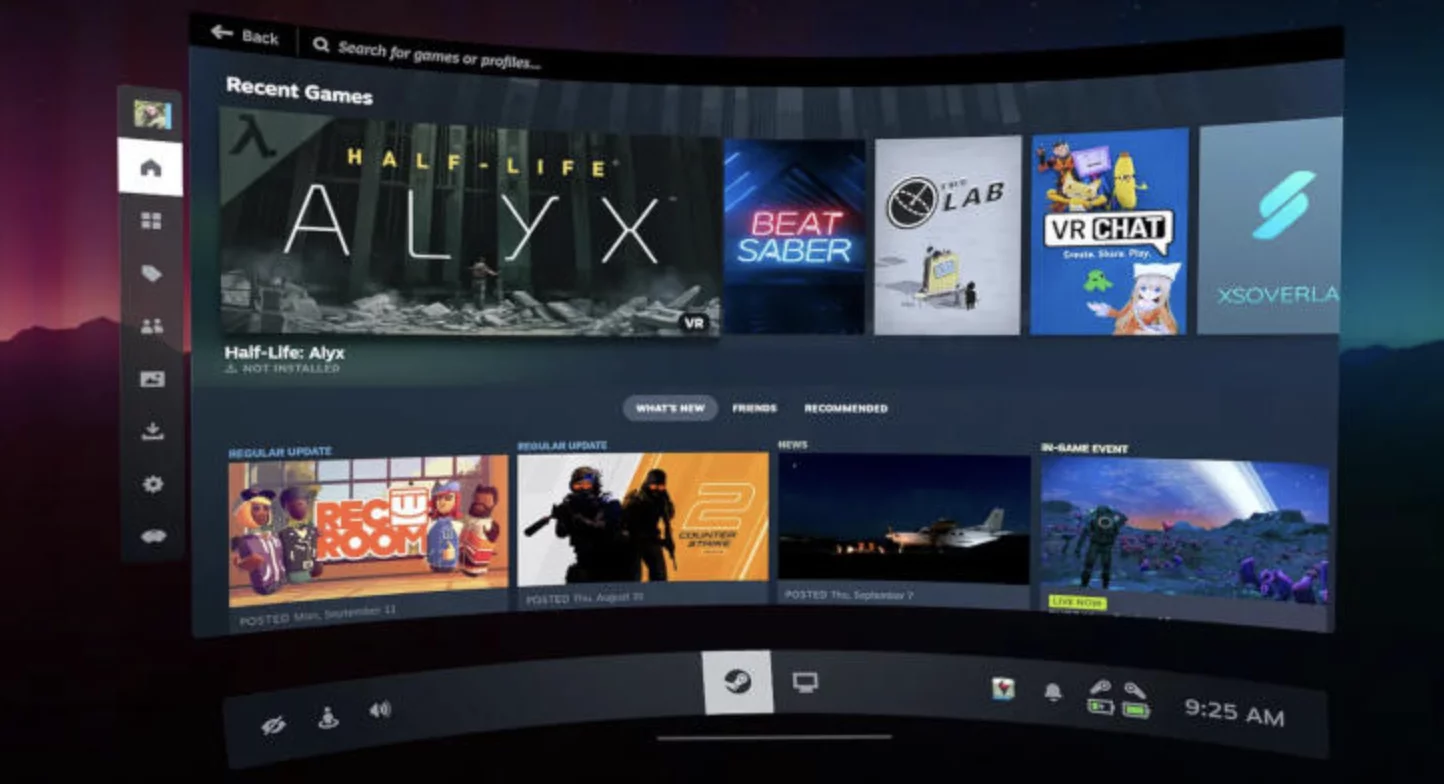 Back
Search for games or profiles...
Recent Games
HALF-LIFE
ALYX
VR
BEAT
SABER
THE
LAB
VR CHAT
Create. Share. Play.
XSOVERLA
Half-Life: Alyx
NOT INSTALLED
WHAT'S NEW
FRIENDS
RECOMMENDED
REGULAR UPDATE
REGULAR UPDATE
NEWS
IN-GAME EVENT
REC
ROOM
2
COUNTER
STRIKE
POSTED Mon, September 11
POSTED Thu, August 31
POSTED Thu, September 7
LIVE NOW
9:25 AM